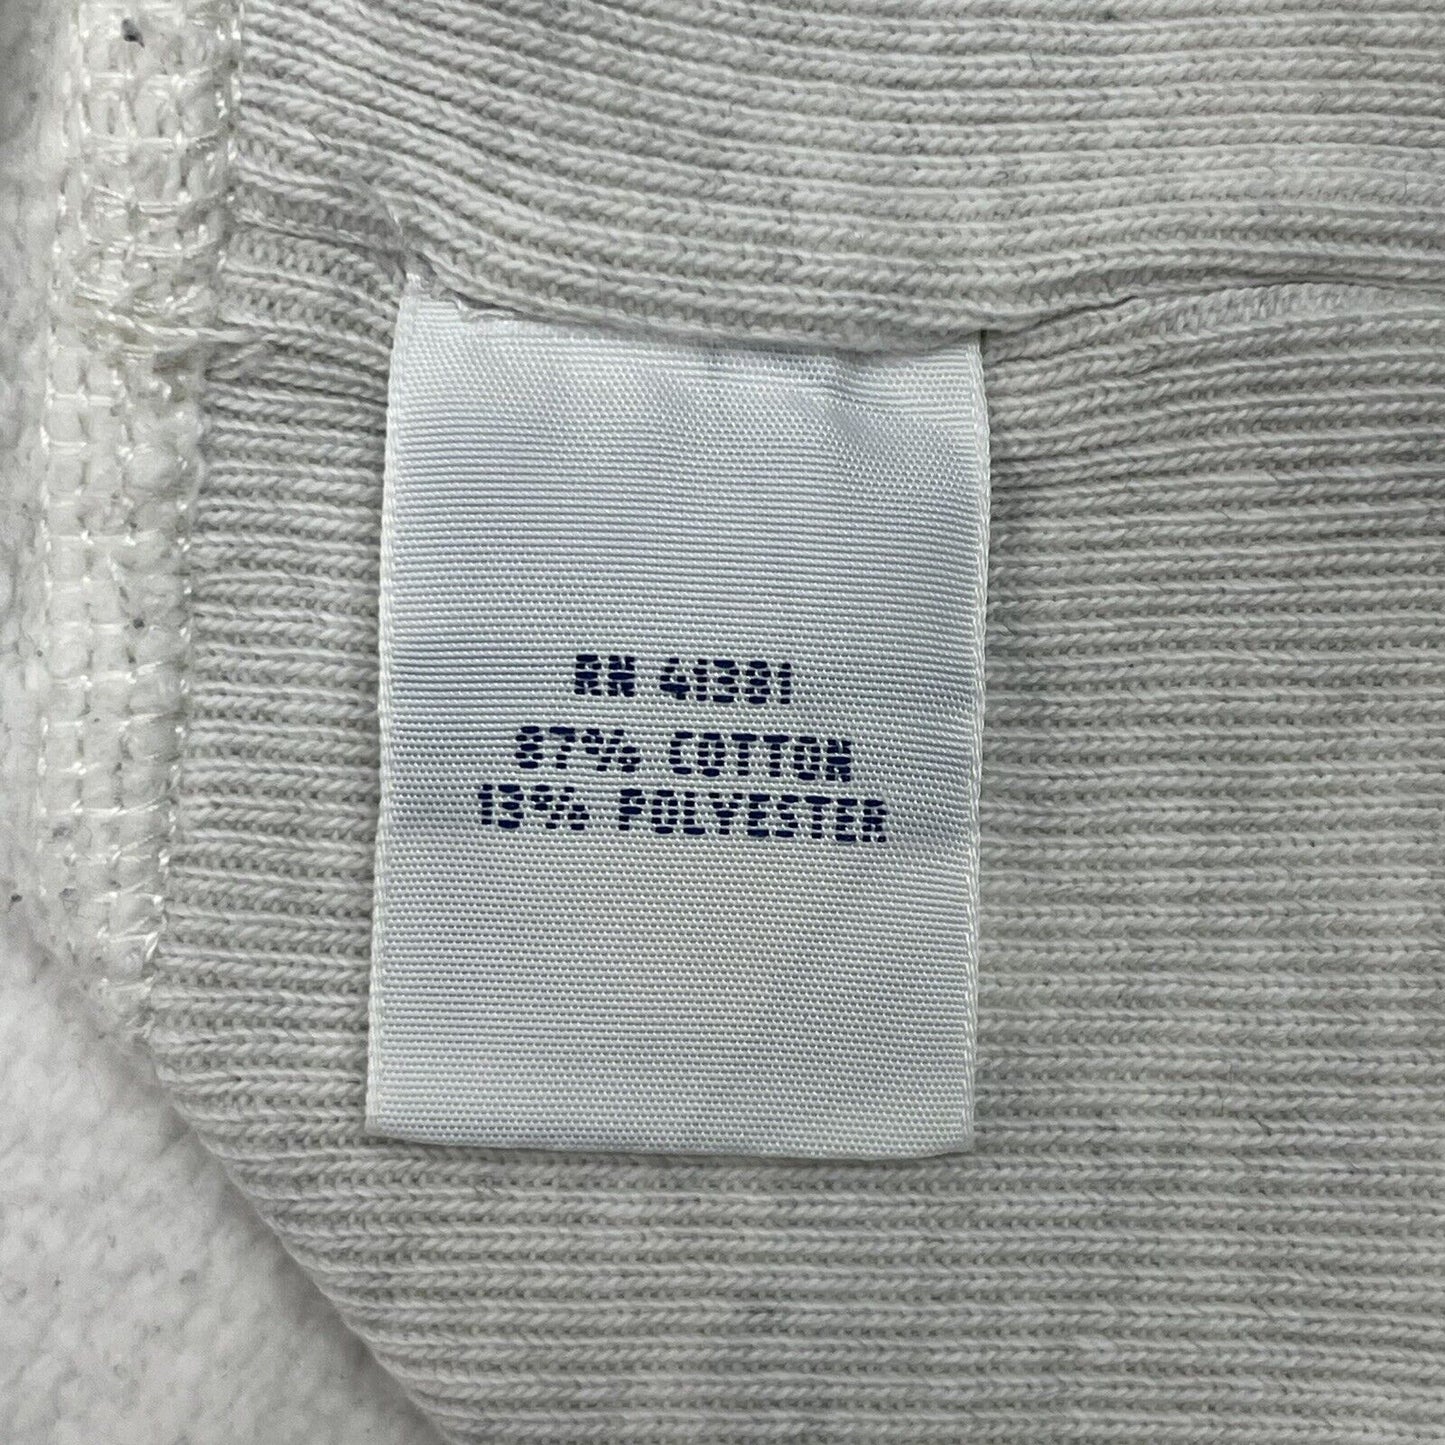 RN 41381
87% COTTON
13% POLYESTER